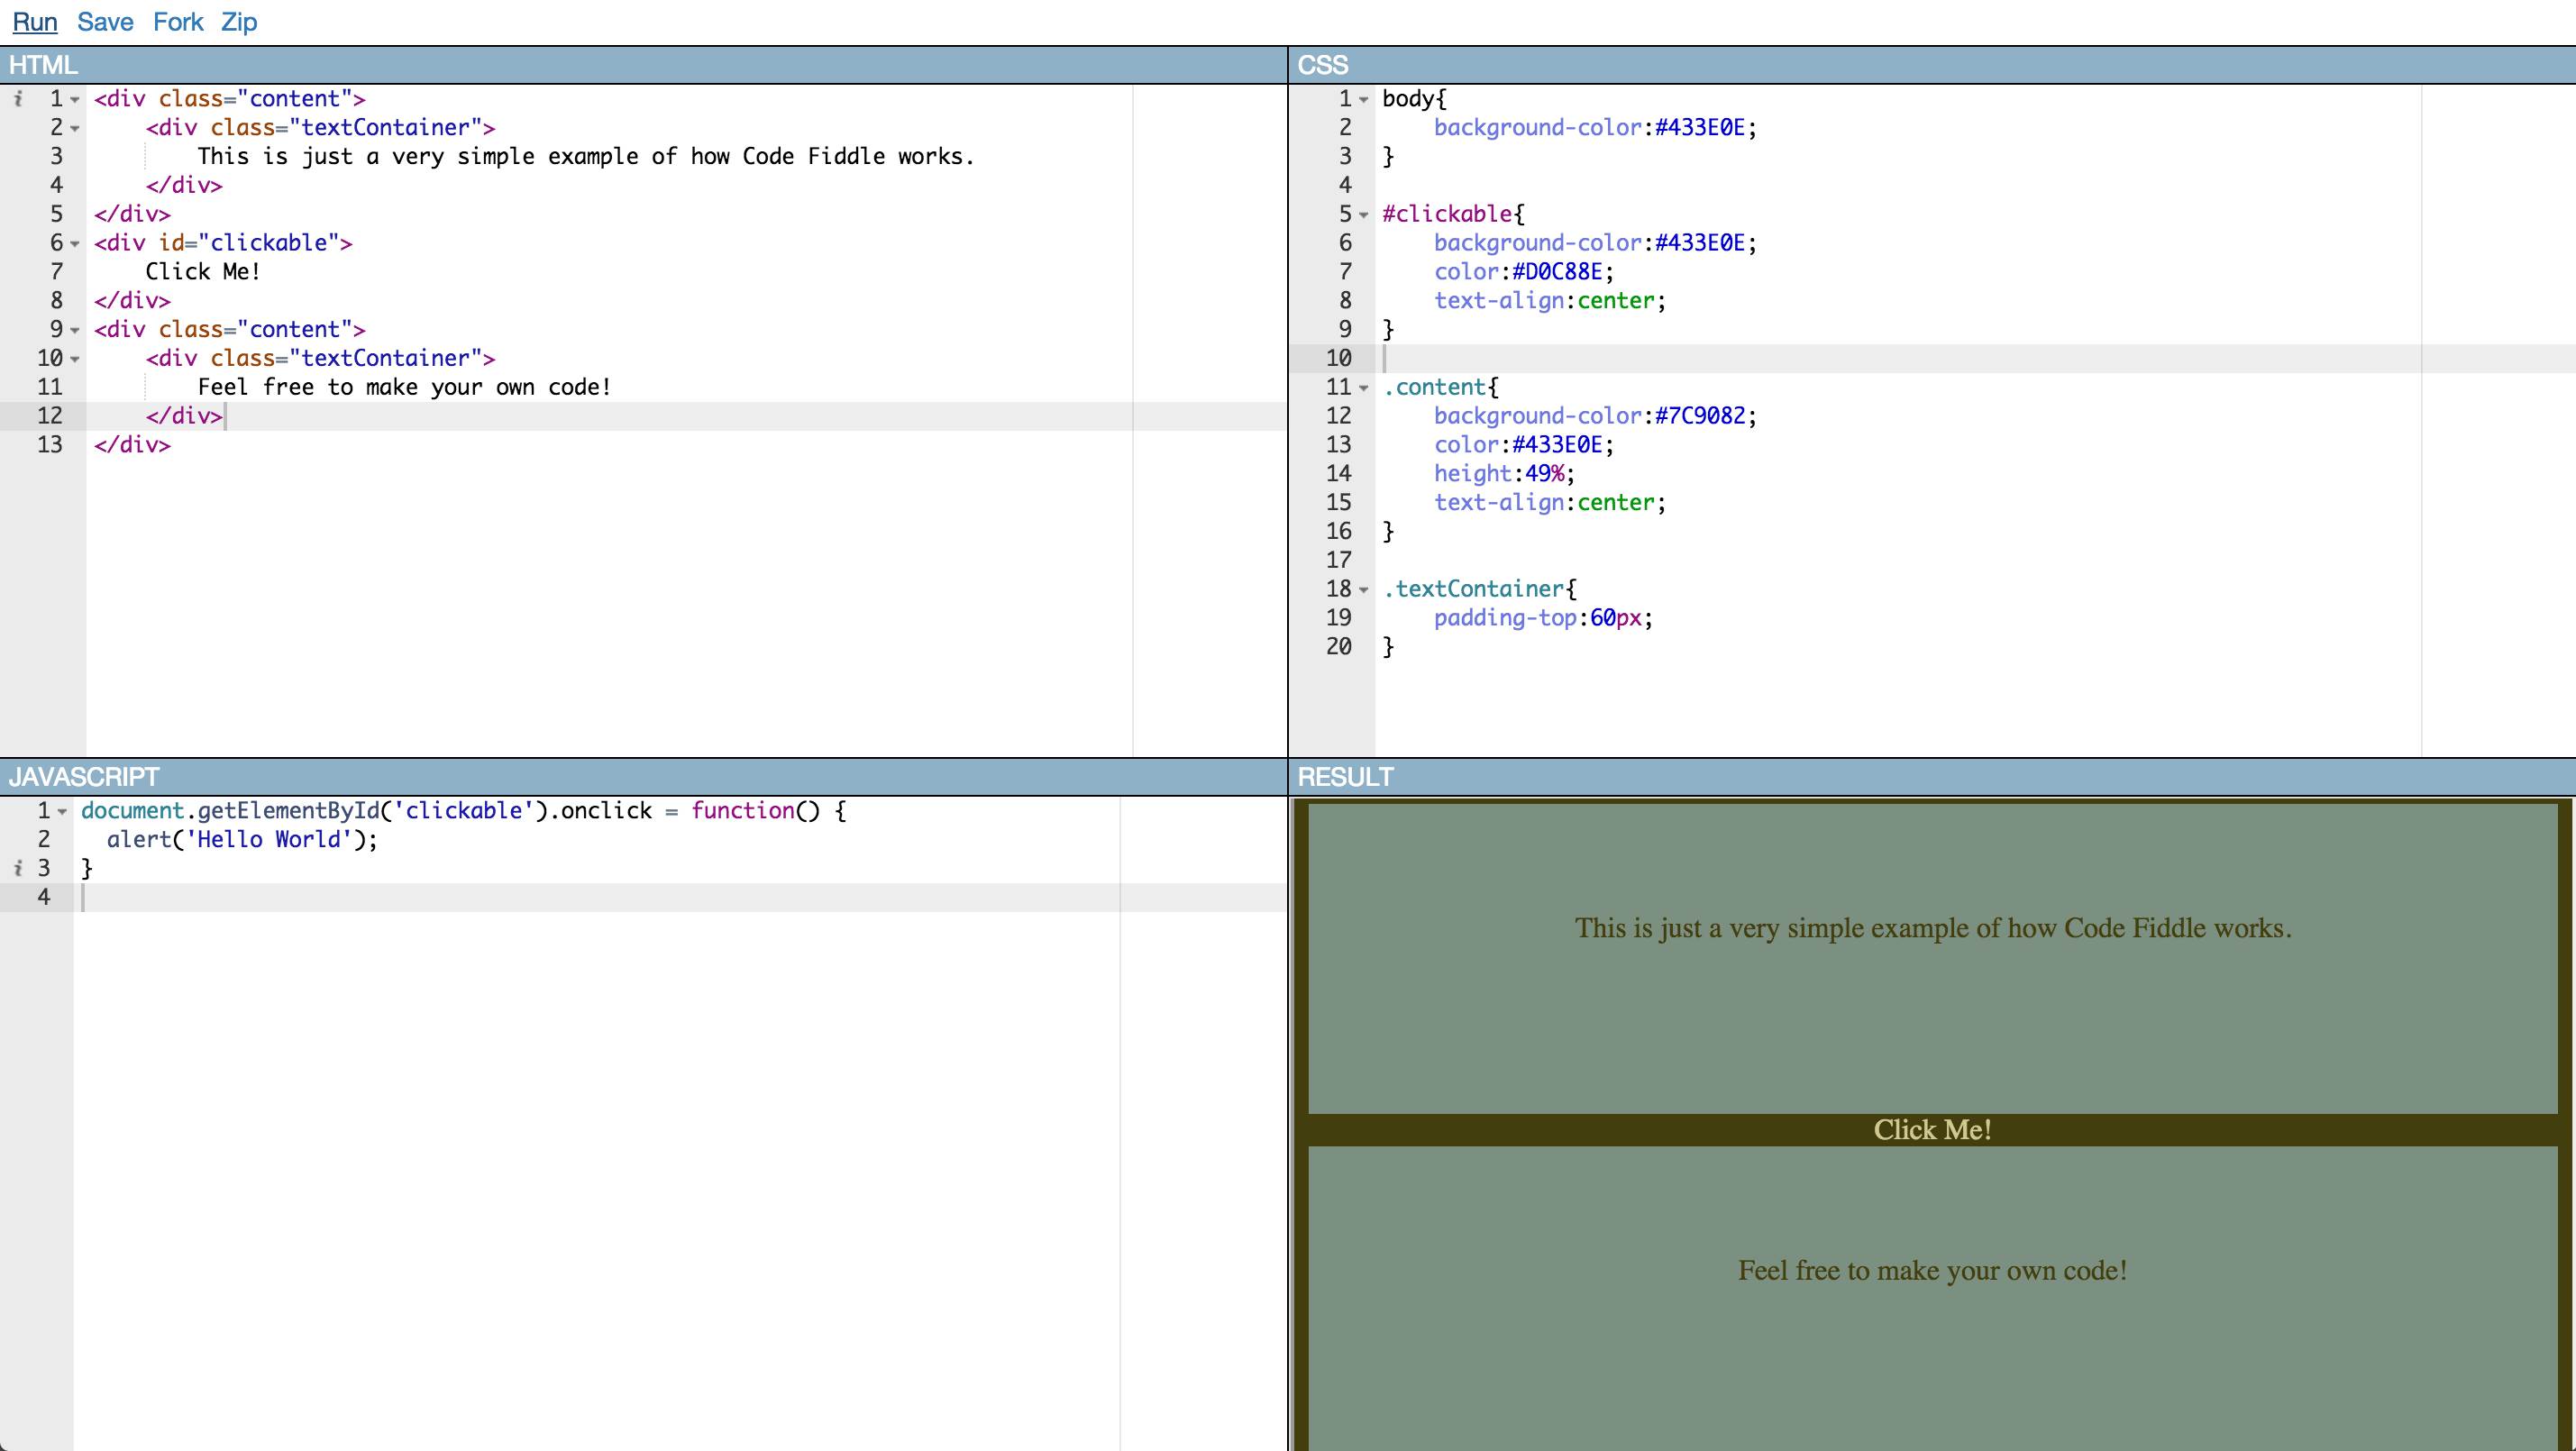 Run Save Fork Zip
HTML
i 1 <div class="content">
2 <div class="textContainer">
3 This is just a very simple example of how Code Fiddle works.
4 </div>
5 </div>
6 <div id="clickable">
7 Click Me!
8 </div>
9 <div class="content">
10 <div class="textContainer">
11 Feel free to make your own code!
12 </div>
13 </div>
CSS
1 body{
2 background-color:#433E0E;
3 }
4
5 #clickable{
6 background-color:#433E0E;
7 color:#D0C88E;
8 text-align:center;
9 }
10
11 .content{
12 background-color:#7C9082;
13 color:#433E0E;
14 height:49%;
15 text-align:center;
16 }
17
18 .textContainer{
19 padding-top:60px;
20 }
JAVASCRIPT
1 document.getElementById('clickable').onclick = function() {
2 alert('Hello World');
i 3 }
4
RESULT
This is just a very simple example of how Code Fiddle works.
Click Me!
Feel free to make your own code!